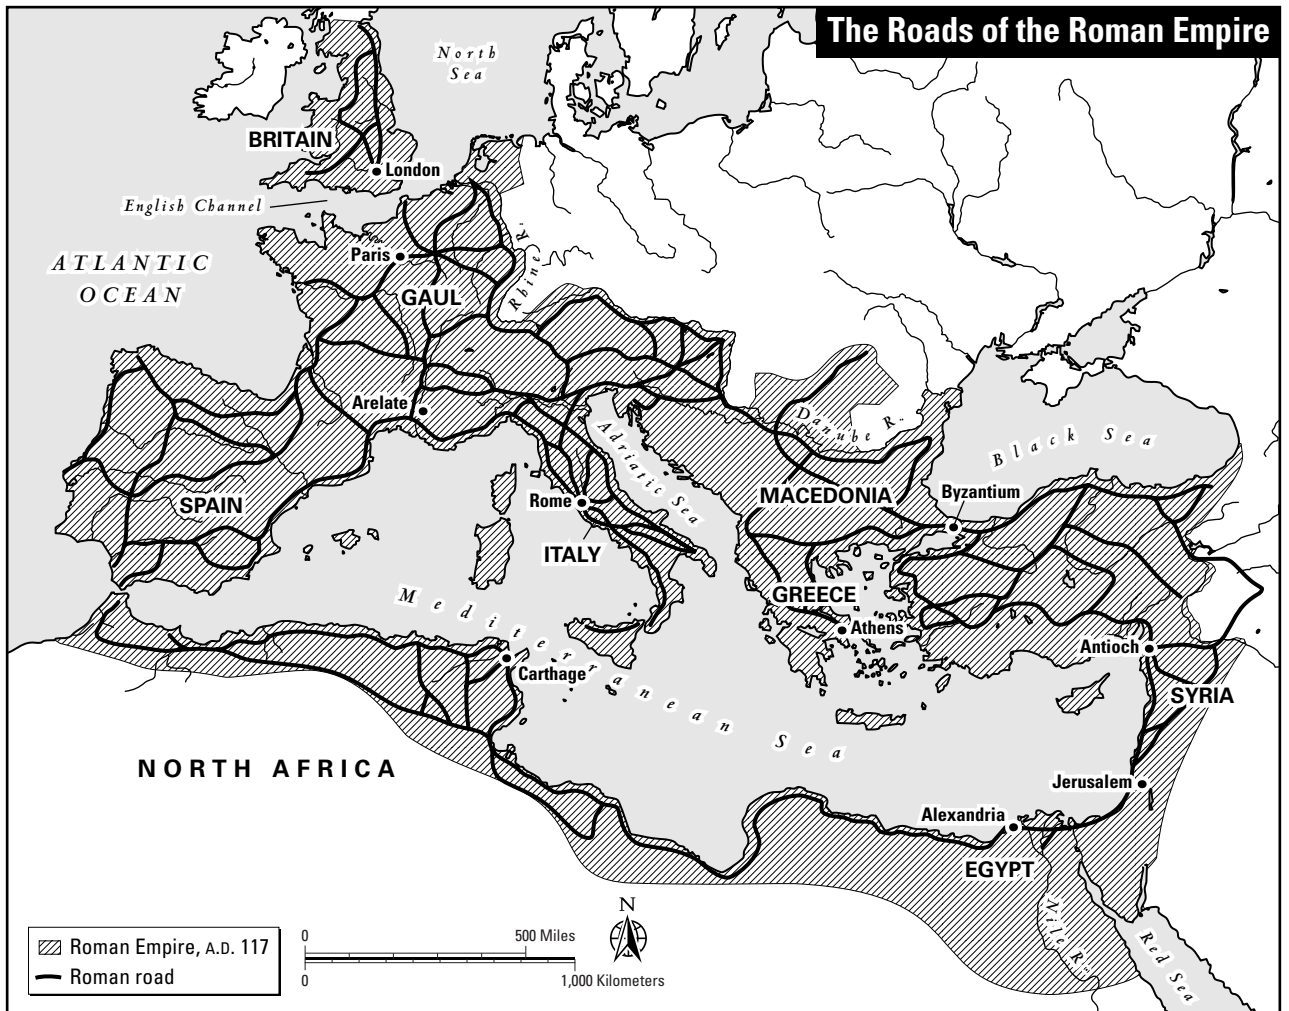 The Roads of the Roman Empire
North
Sea
BRITAIN
London
English Channel
ATLANTIC
OCEAN
Paris
Rhine R.
GAUL
Arelate
Danube R.
Adriatic Sea
Black Sea
SPAIN
Rome
MACEDONIA
Byzantium
ITALY
GREECE
Mediterranean Sea
Athens
Antioch
Carthage
SYRIA
NORTH AFRICA
Jerusalem
Alexandria
EGYPT
Nile R.
Red Sea
N
Roman Empire, A.D. 117
Roman road
0 500 Miles
0 1,000 Kilometers